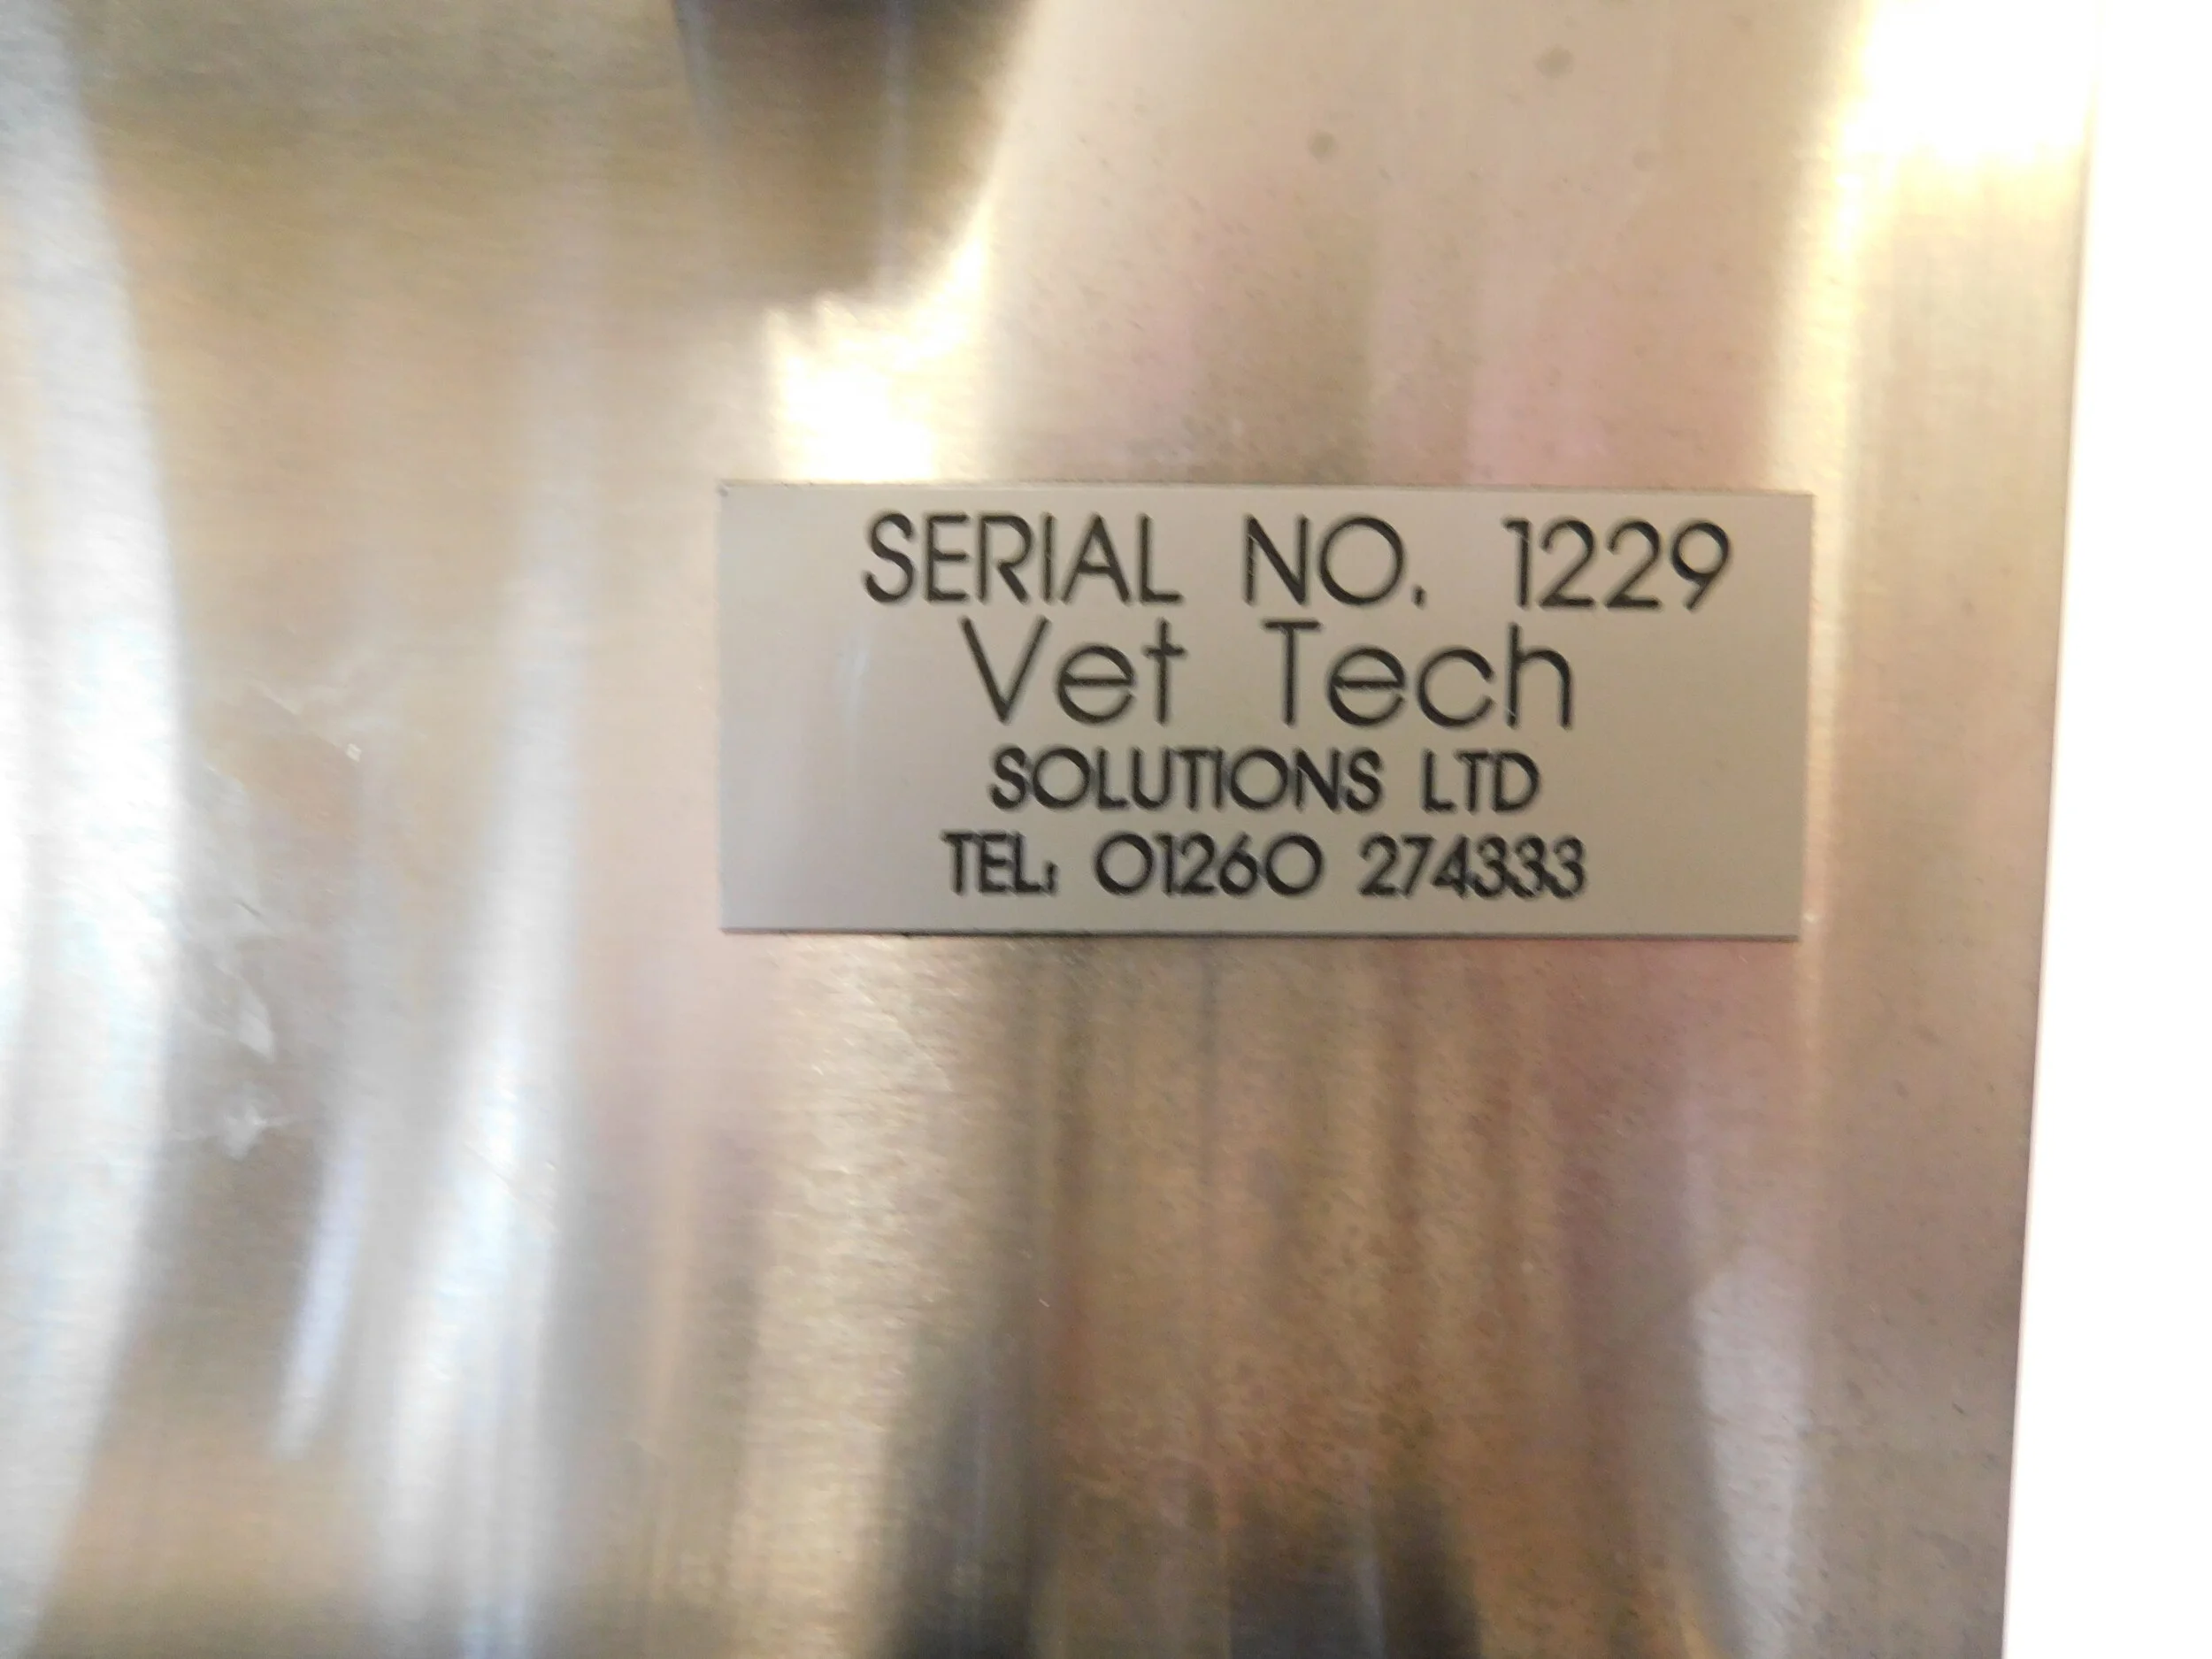 SERIAL NO. 1229
Vet Tech
SOLUTIONS LTD
TEL: 01260 274333